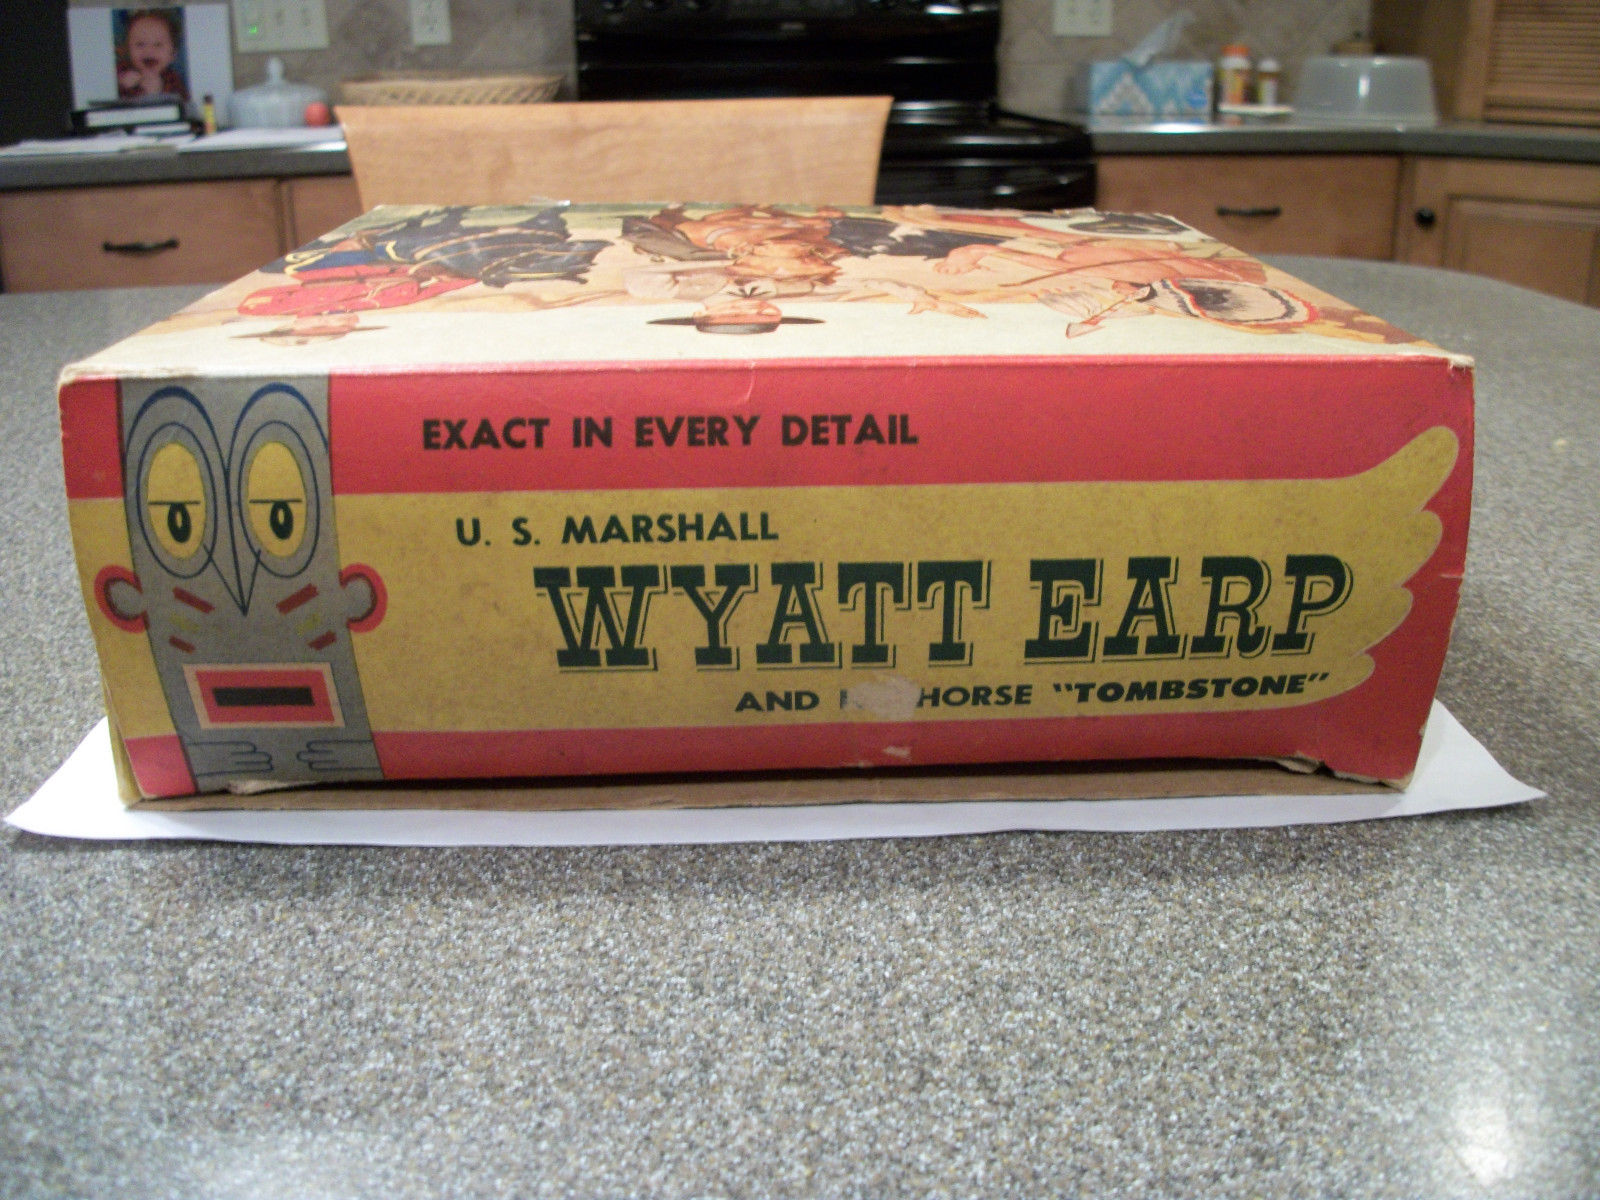 EXACT IN EVERY DETAIL
U. S. MARSHALL
WYATT EARP
AND HORSE "TOMBSTONE"